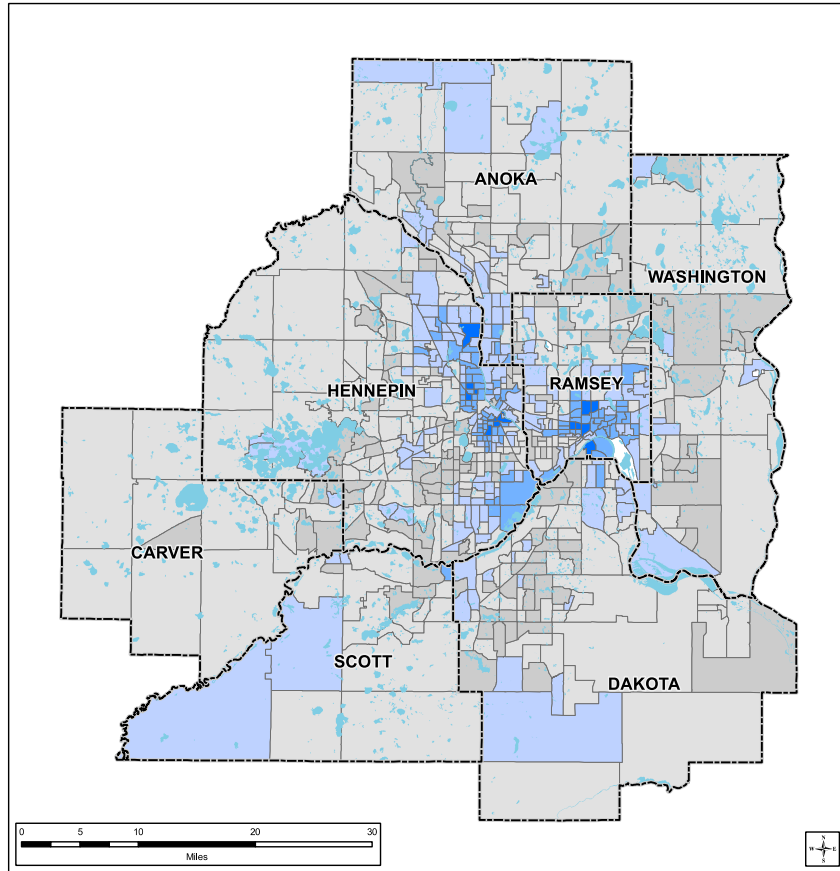 ANOKA
WASHINGTON
HENNEPIN
RAMSEY
CARVER
SCOTT
DAKOTA
0 5 10 20 30
Miles
N
W E
S